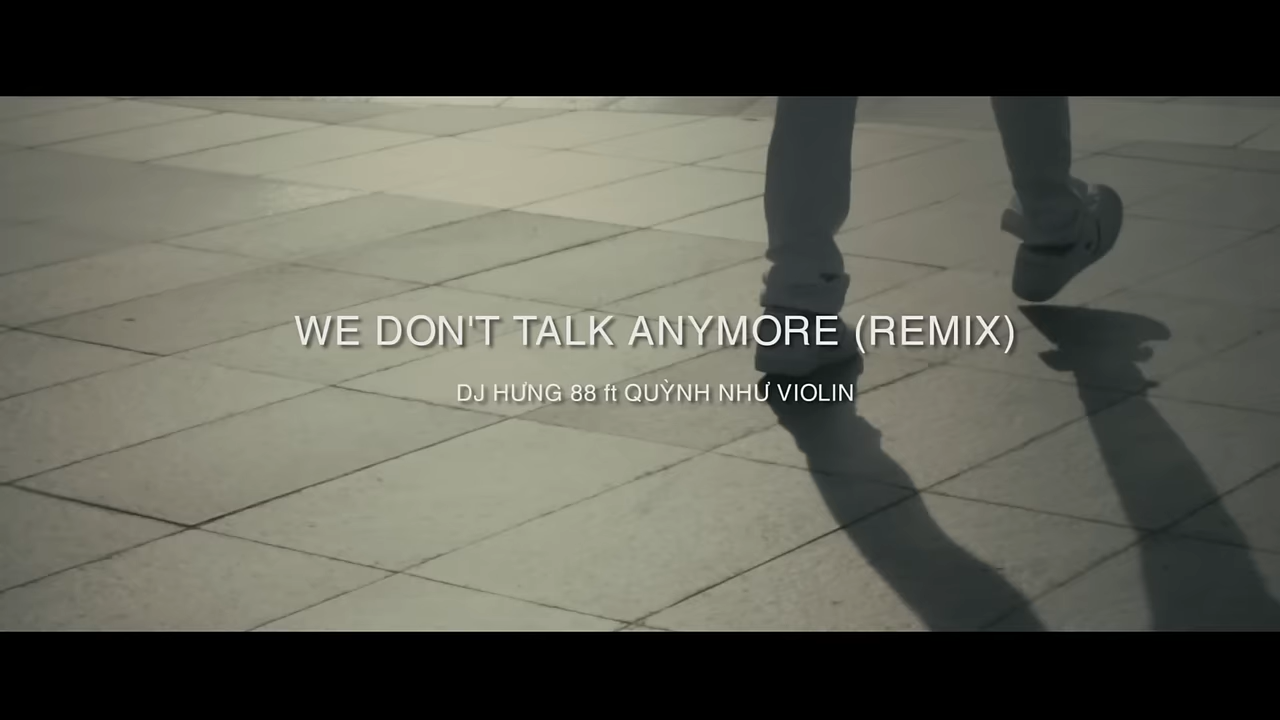 WE DON'T TALK ANYMORE (REMIX)
DJ HƯNG 88 ft QUỲNH NHƯ VIOLIN